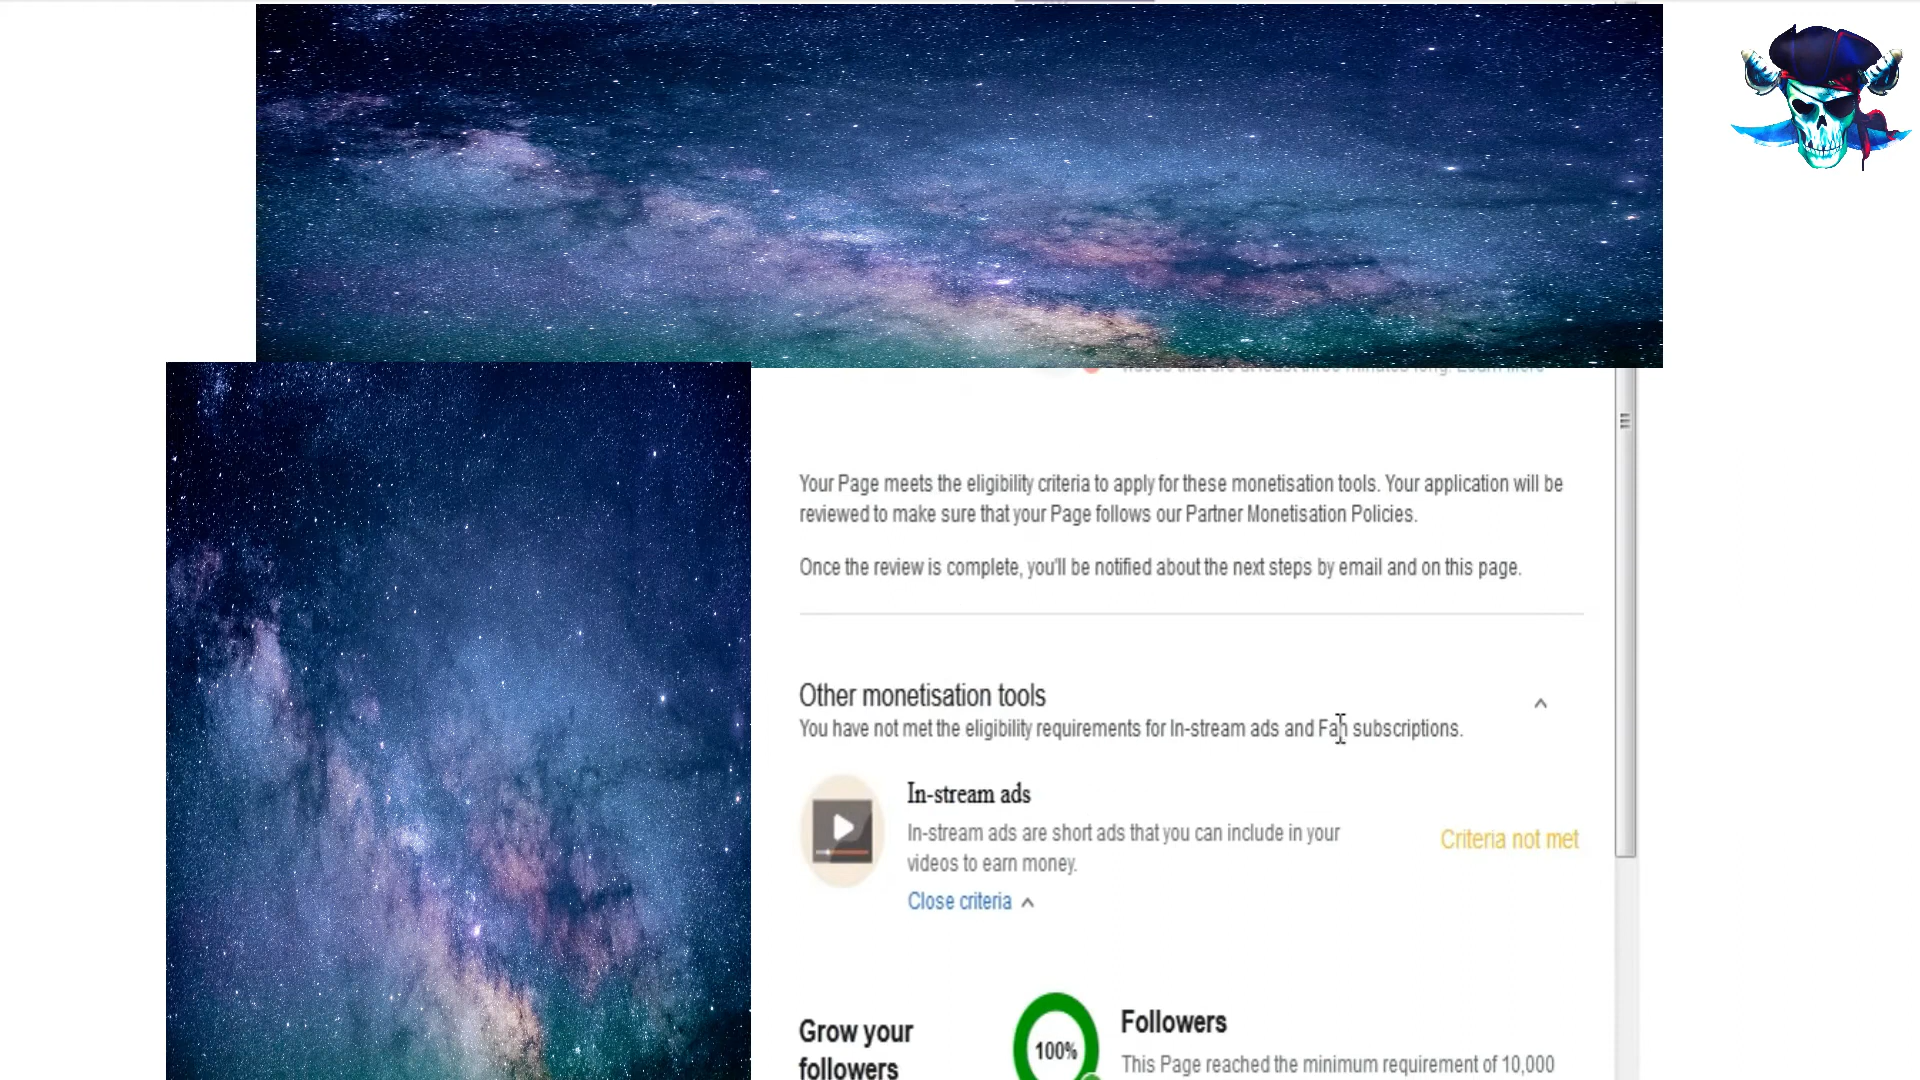 Your Page meets the eligibility criteria to apply for these monetisation tools. Your application will be
reviewed to make sure that your Page follows our Partner Monetisation Policies.
Once the review is complete, you'll be notified about the next steps by email and on this page.
Other monetisation tools
You have not met the eligibility requirements for In-stream ads and Fan subscriptions.
In-stream ads
In-stream ads are short ads that you can include in your
videos to earn money.
Criteria not met
Close criteria
Grow your
followers
100%
Followers
This Page reached the minimum requirement of 10,000